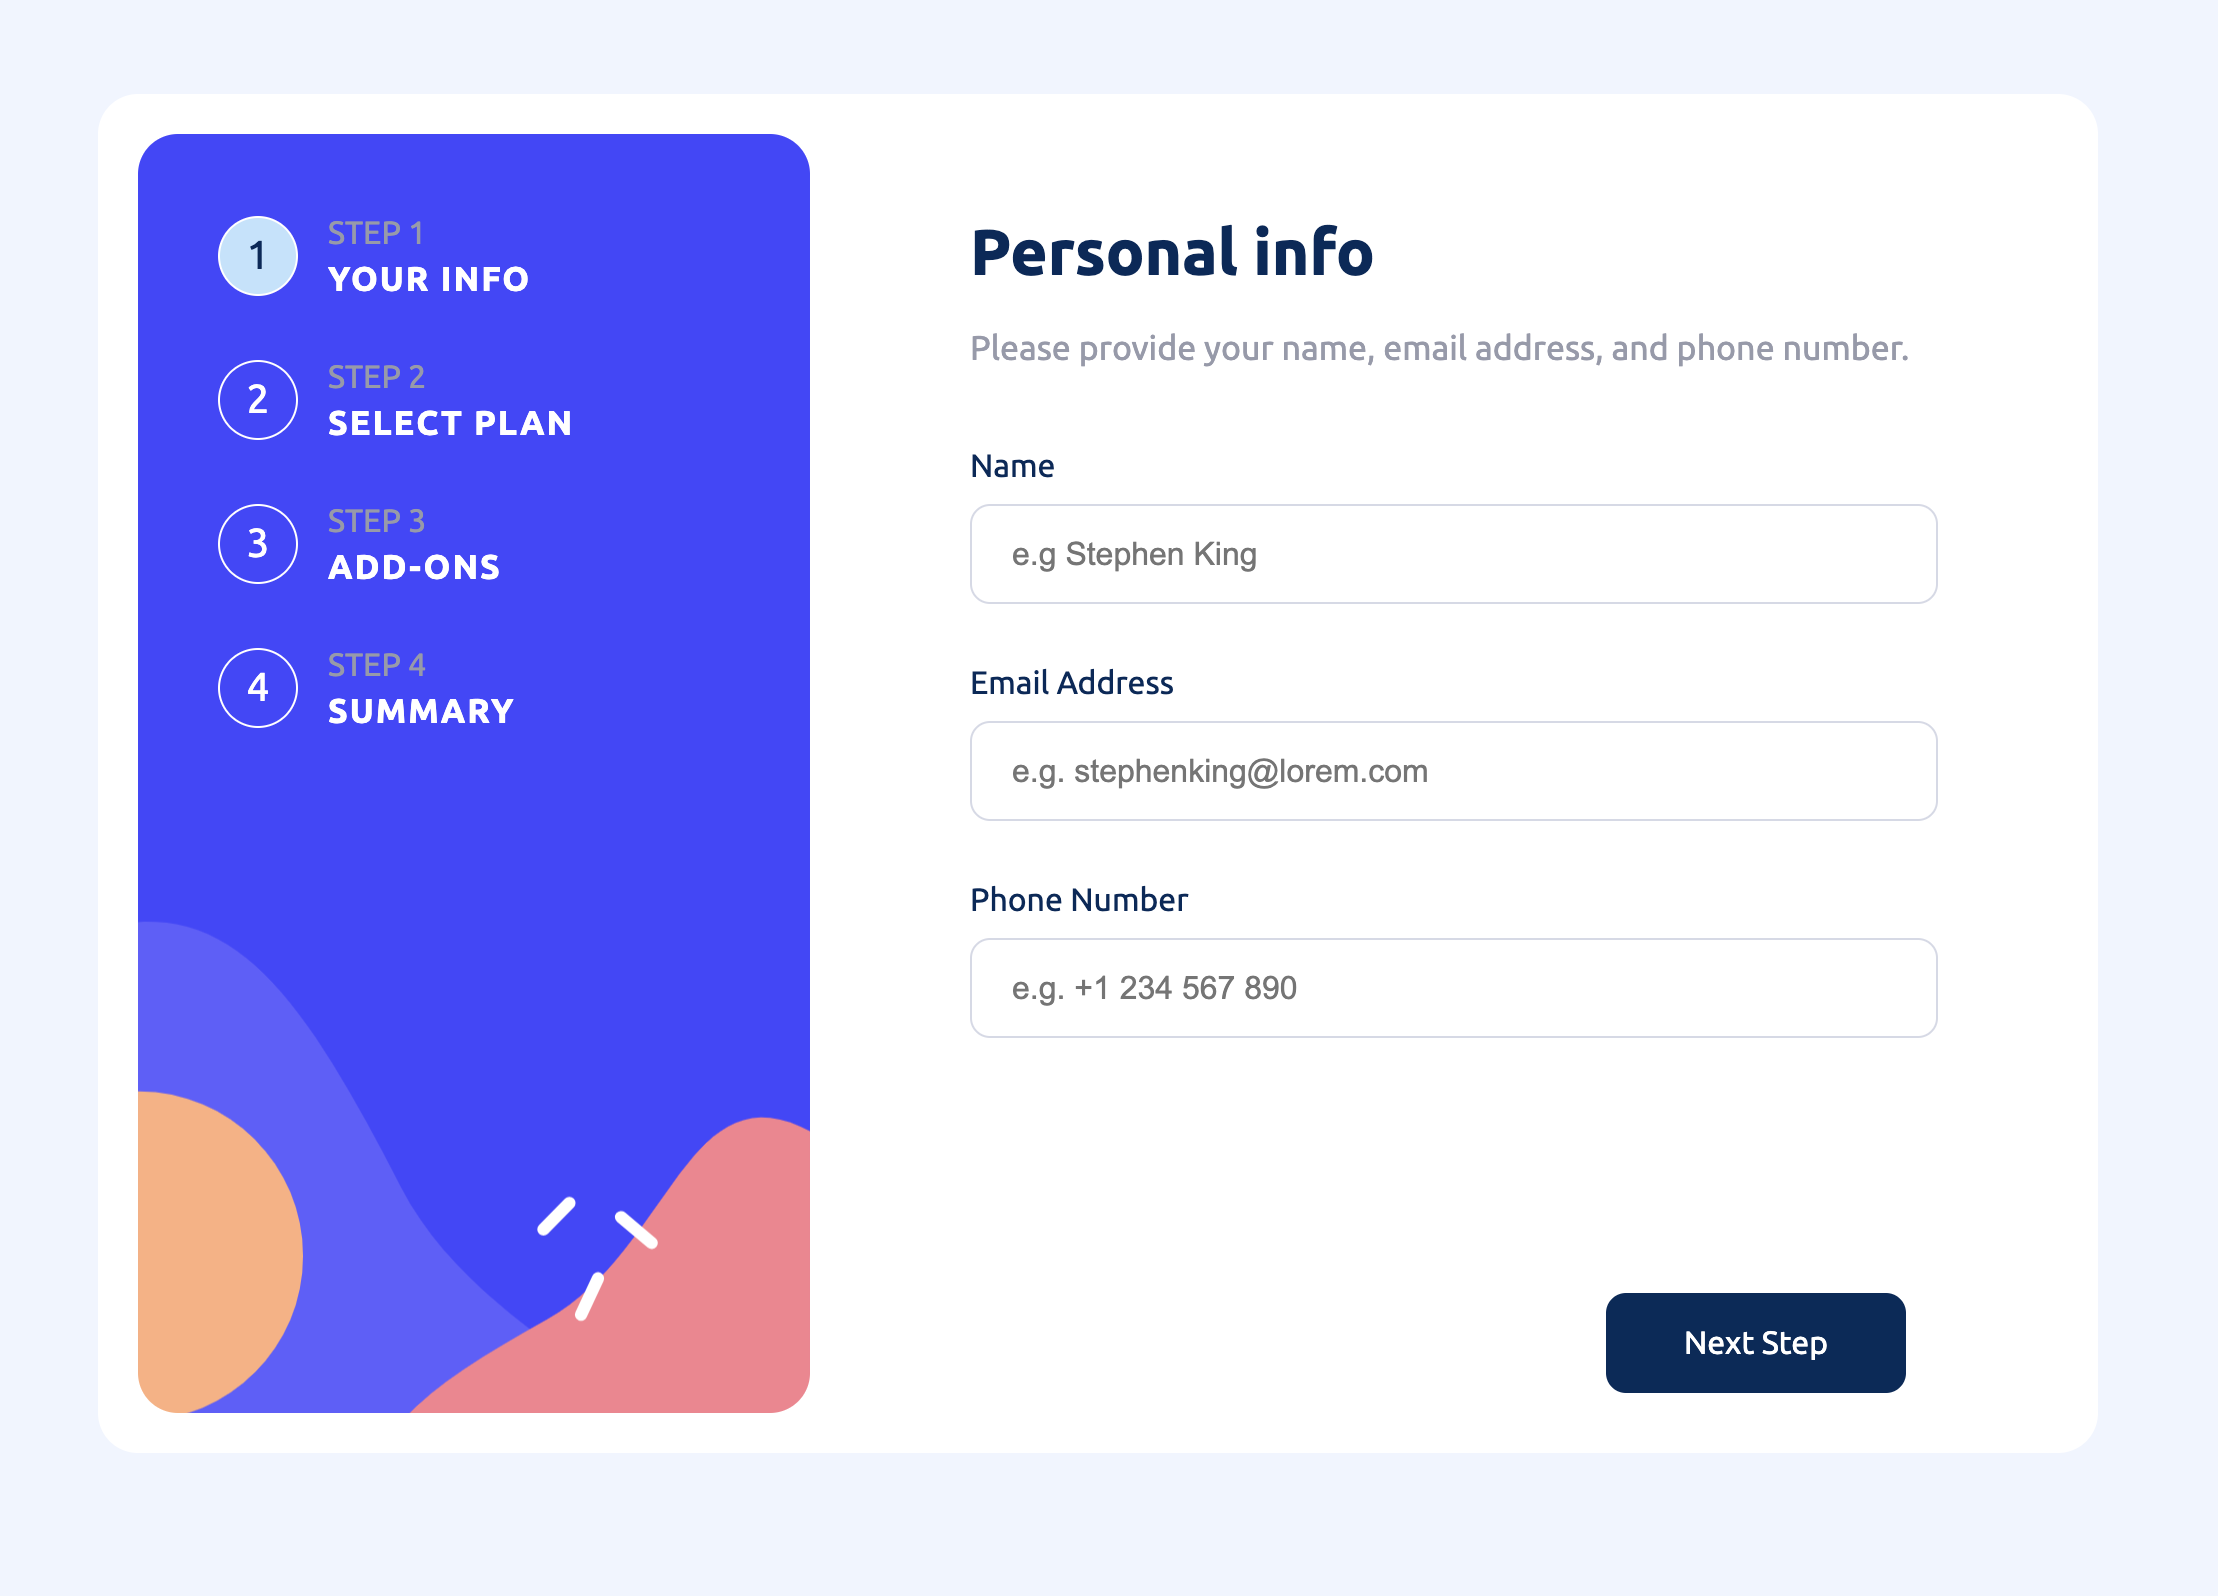 1
STEP 1
YOUR INFO
2
STEP 2
SELECT PLAN
3
STEP 3
ADD-ONS
4
STEP 4
SUMMARY
Personal info
Please provide your name, email address, and phone number.
Name
e.g Stephen King
Email Address
e.g. stephenking@lorem.com
Phone Number
e.g. +1 234 567 890
Next Step